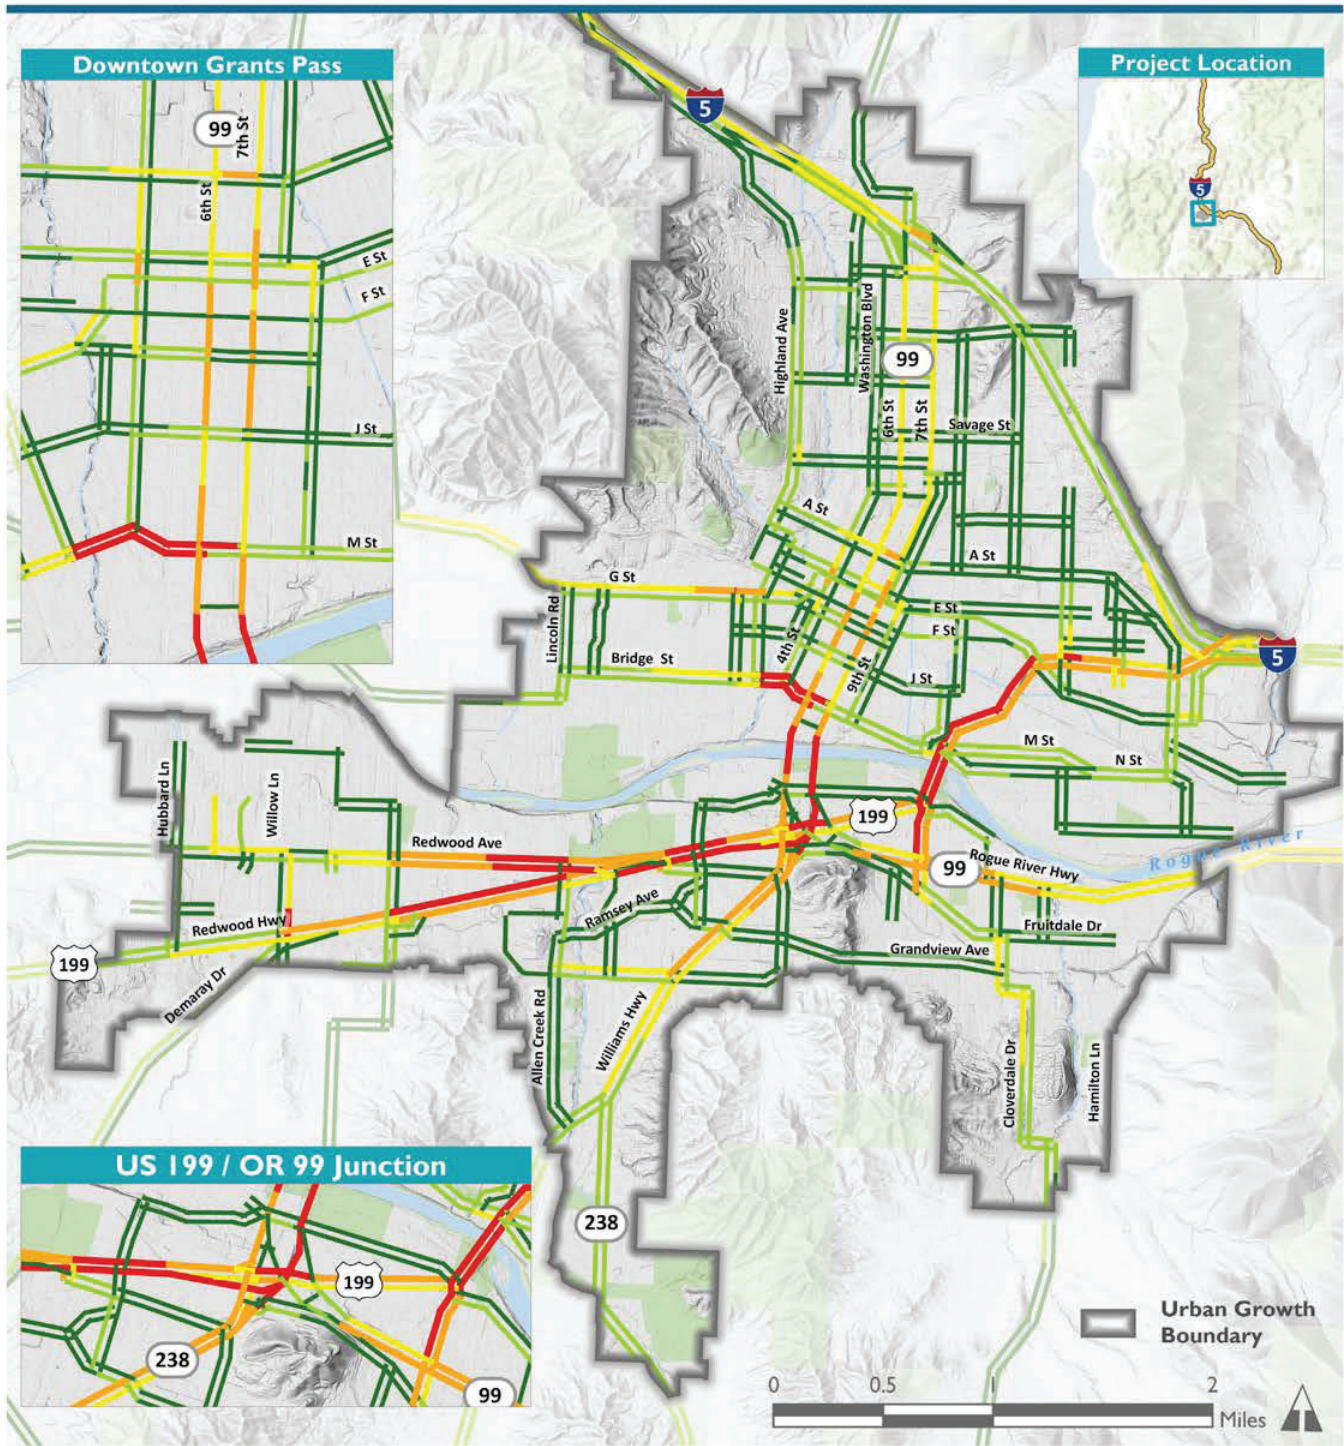 Downtown Grants Pass
99
7th St
6th St
E St
F St
J St
M St
5
Project Location
5
Highland Ave
Washington Blvd
99
6th St
7th St
Savage St
A St
A St
G St
Lincoln Rd
E St
F St
Bridge St
4th St
9th St
J St
5
M St
N St
Hubbard Ln
Willow Ln
Redwood Ave
199
Rogue River
99
Rogue River Hwy
Ramsey Ave
Redwood Hwy
Fruitdale Dr
Grandview Ave
199
Demaray Dr
Allen Creek Rd
Williams Hwy
Cloverdale Dr
Hamilton Ln
US 199 / OR 99 Junction
199
238
99
238
Urban Growth
Boundary
0 0.5 1 2
Miles